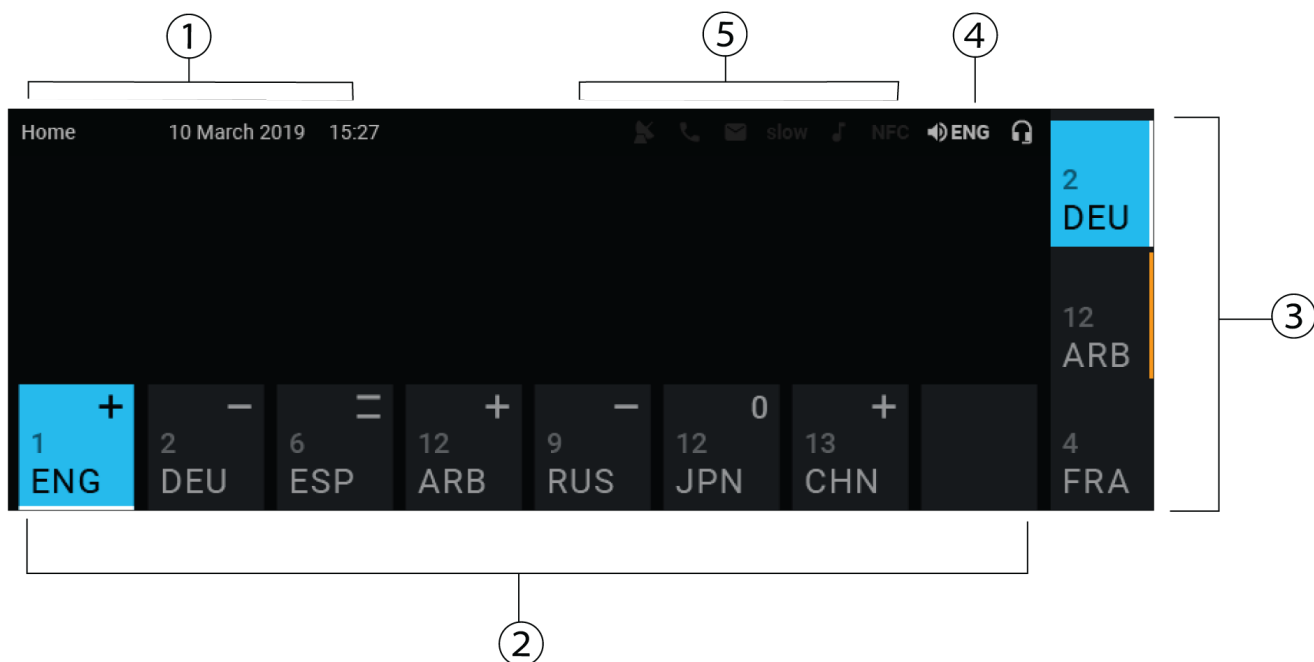 1 5 4
Home 10 March 2019 15:27 slow NFC ENG
2
DEU
3
12
ARB
+ − = + − 0 +
1 2 6 12 9 12 13 4
ENG DEU ESP ARB RUS JPN CHN FRA
2